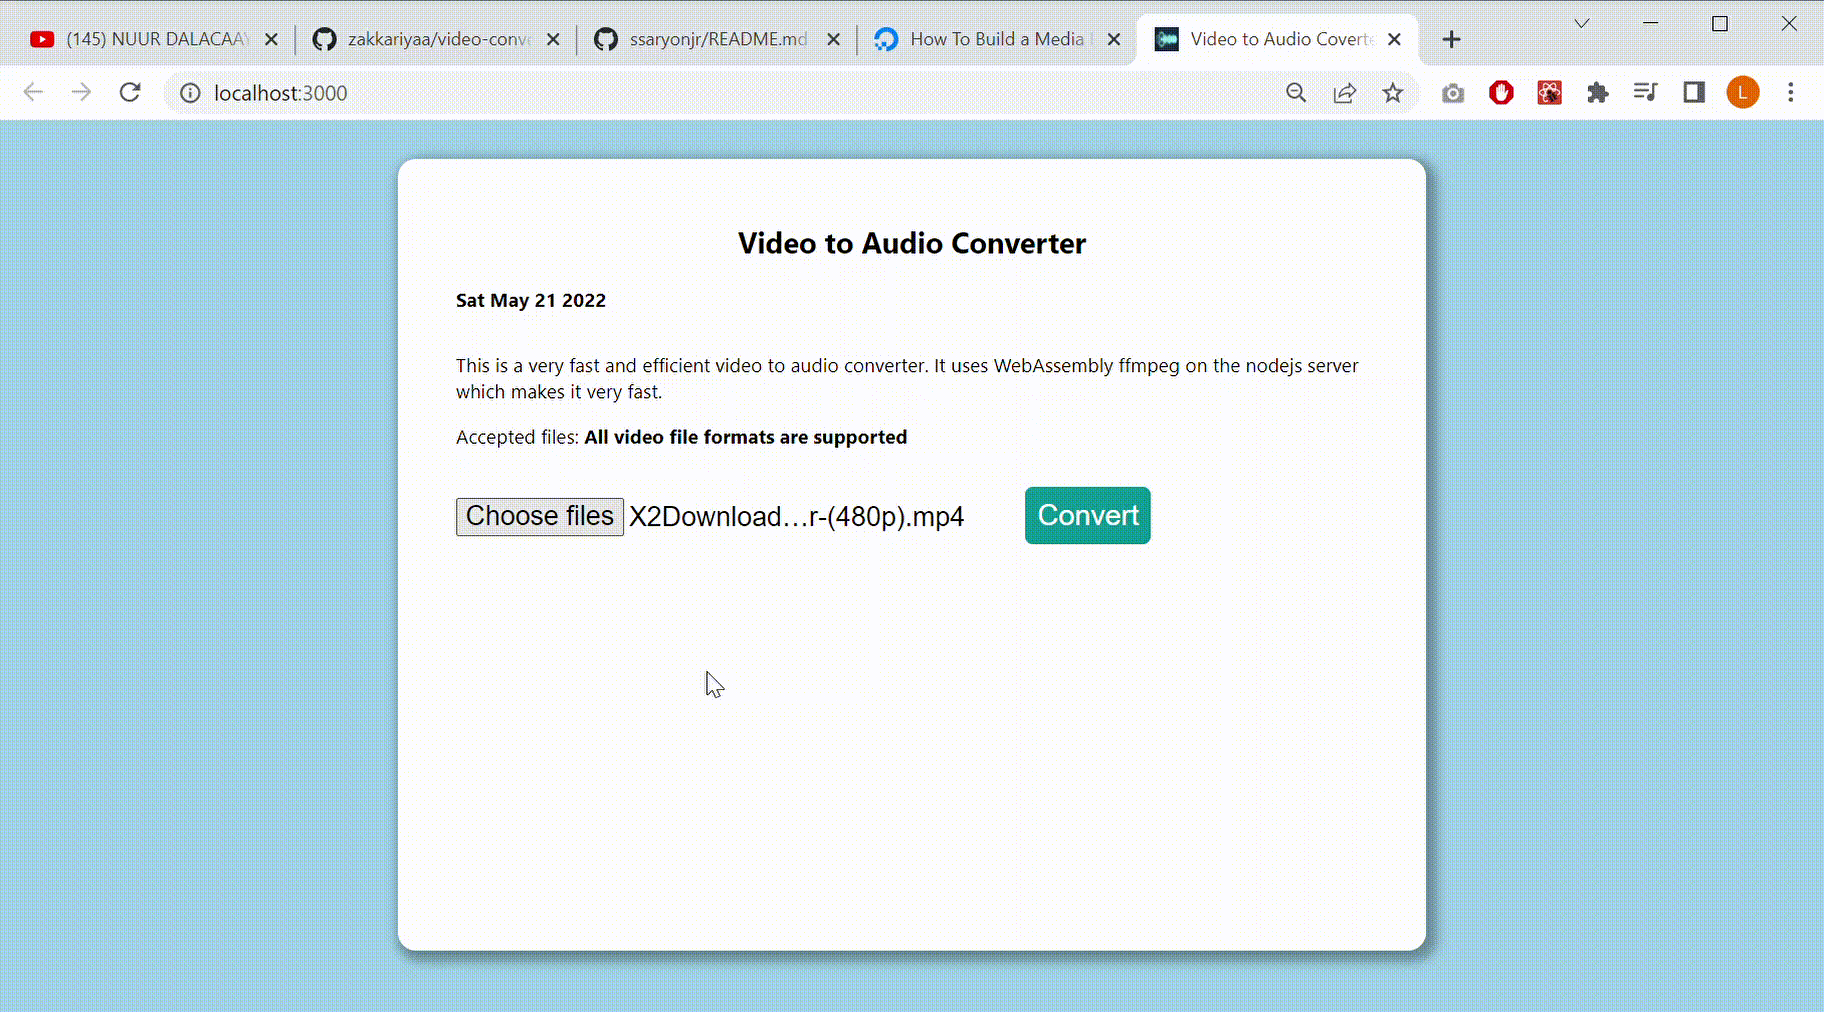 (145) NUUR DALACAA
zakkariyaa/video-conv
ssaryonjr/README.md
How To Build a Media
Video to Audio Coverte
localhost:3000
L
Video to Audio Converter
Sat May 21 2022
This is a very fast and efficient video to audio converter. It uses WebAssembly ffmpeg on the nodejs server
which makes it very fast.
Accepted files: All video file formats are supported
Choose files X2Download...r-(480p).mp4 Convert